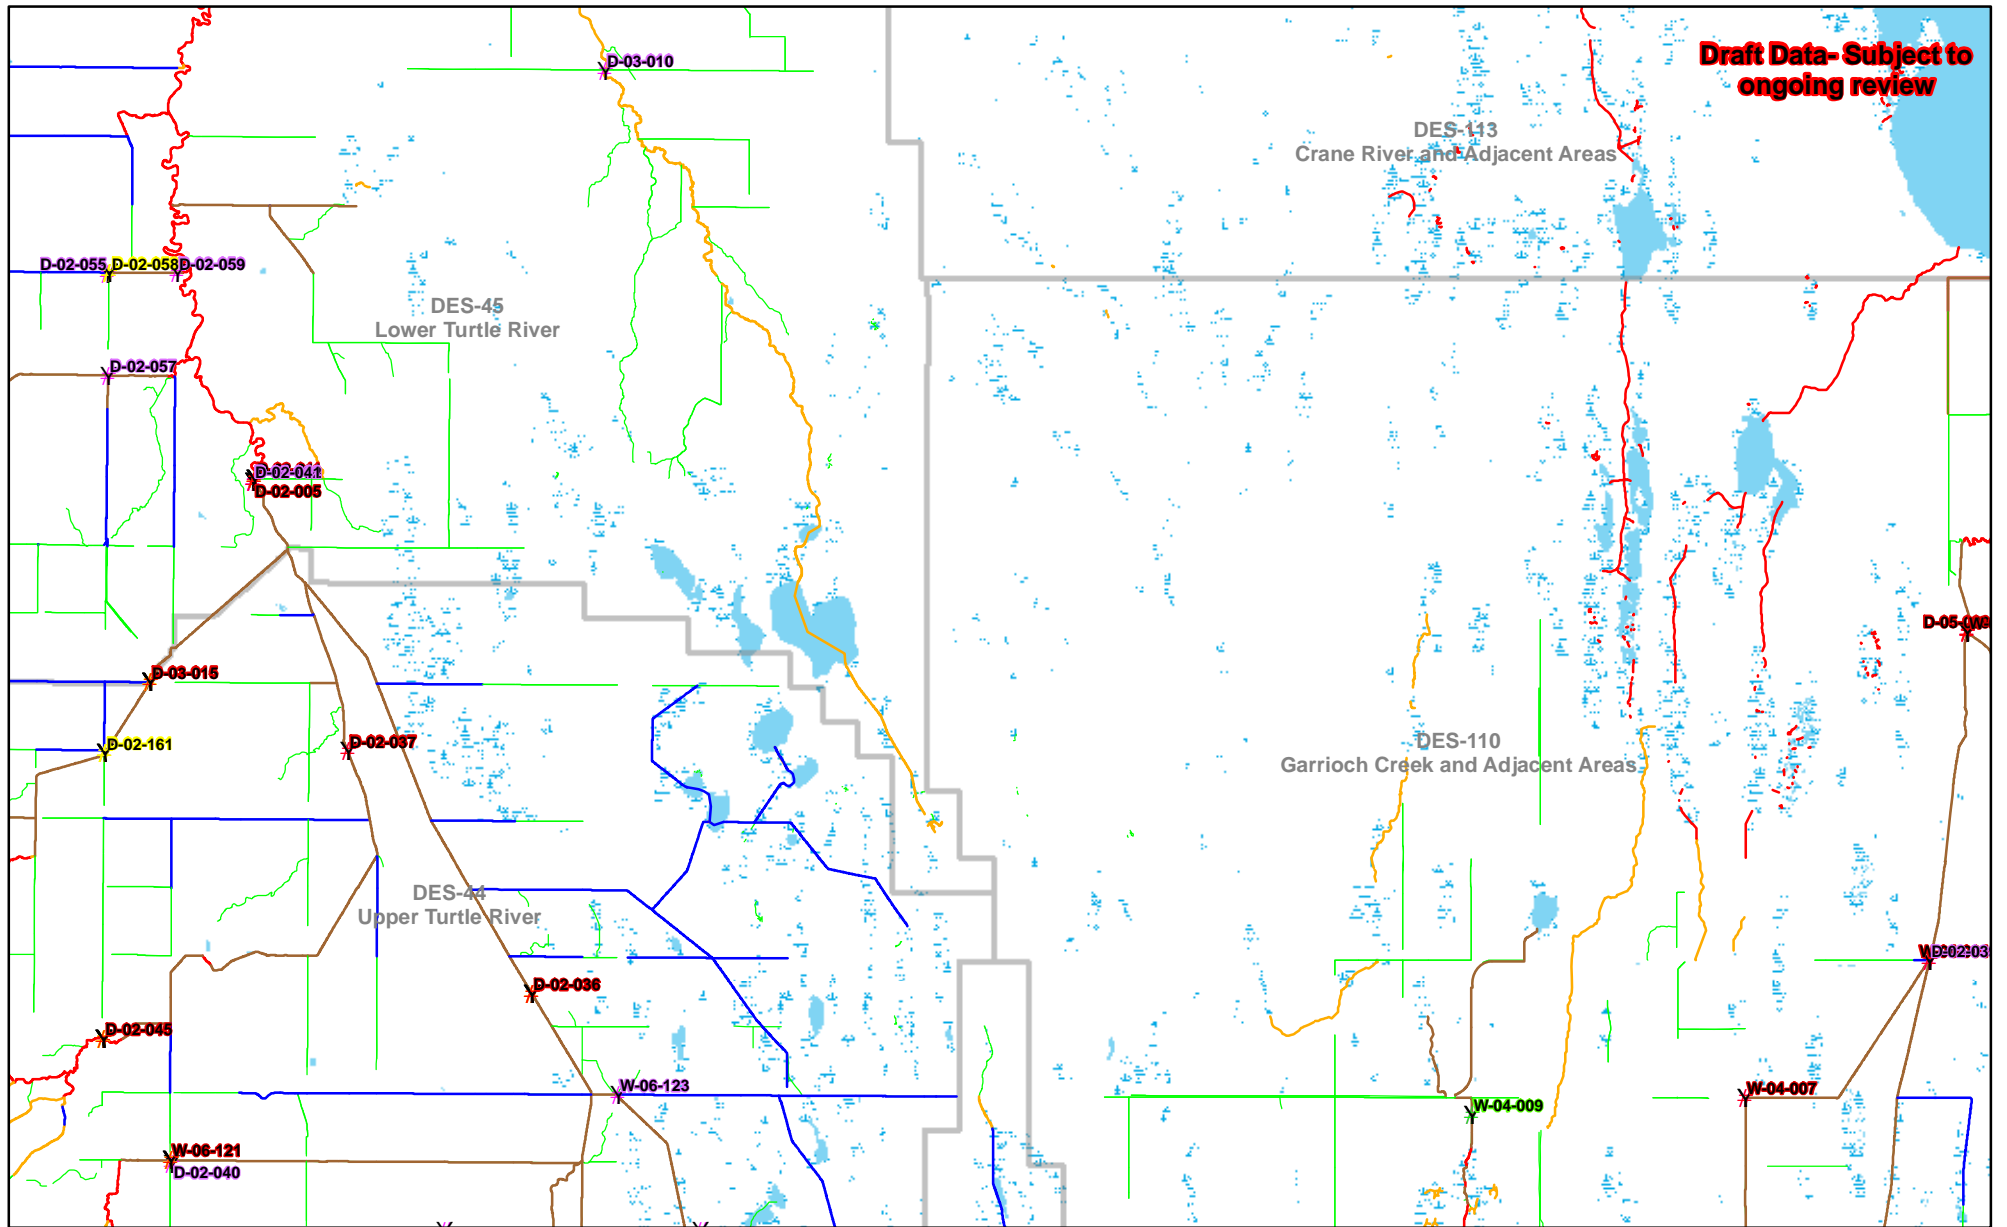 D-03-010
Draft Data- Subject to
ongoing review
DES-113
Crane River and Adjacent Areas
D-02-055
D-02-058
D-02-059
DES-45
Lower Turtle River
D-02-057
D-02-041
D-02-005
D-03-015
D-02-161
D-02-037
DES-110
Garrioch Creek and Adjacent Areas
DES-44
Upper Turtle River
D-02-036
D-02-045
W-06-123
W-04-007
W-04-009
W-06-121
D-02-040